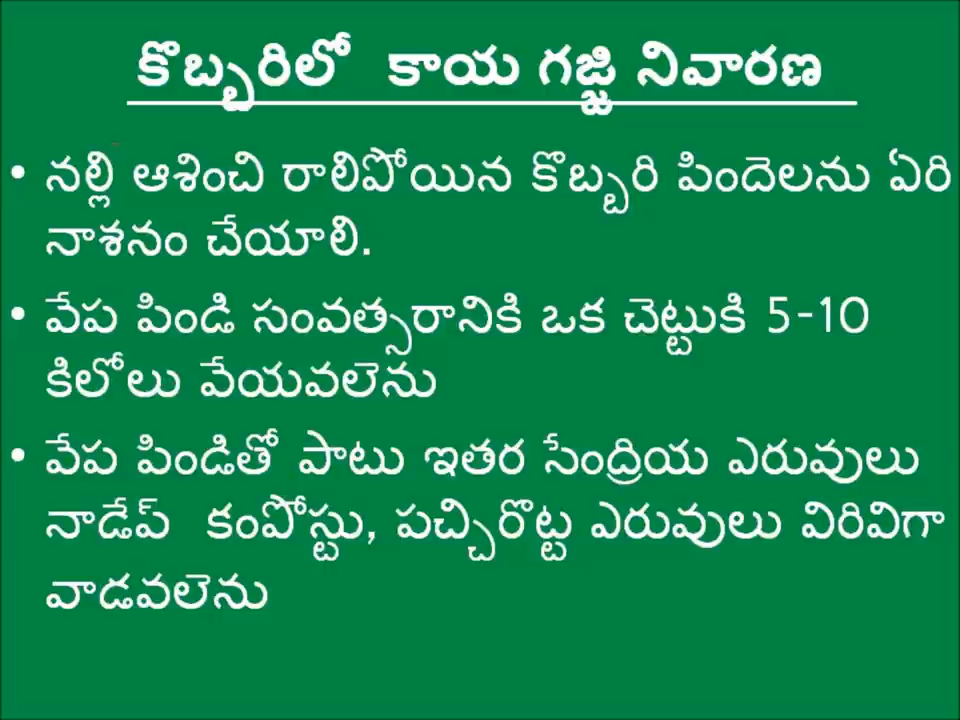 కొబ్బరిలో కాయ గజ్జి నివారణ
• నల్లి ఆశించి రాలిపోయిన కొబ్బరి పిందెలను ఏరి
నాశనం చేయాలి.
• వేప పిండి సంవత్సరానికి ఒక చెట్టుకి 5-10
కిలోలు వేయవలెను
• వేప పిండితో పాటు ఇతర సేంద్రియ ఎరువులు
నాడేప్ కంపోస్టు, పచ్చిరొట్ట ఎరువులు విరివిగా
వాడవలెను